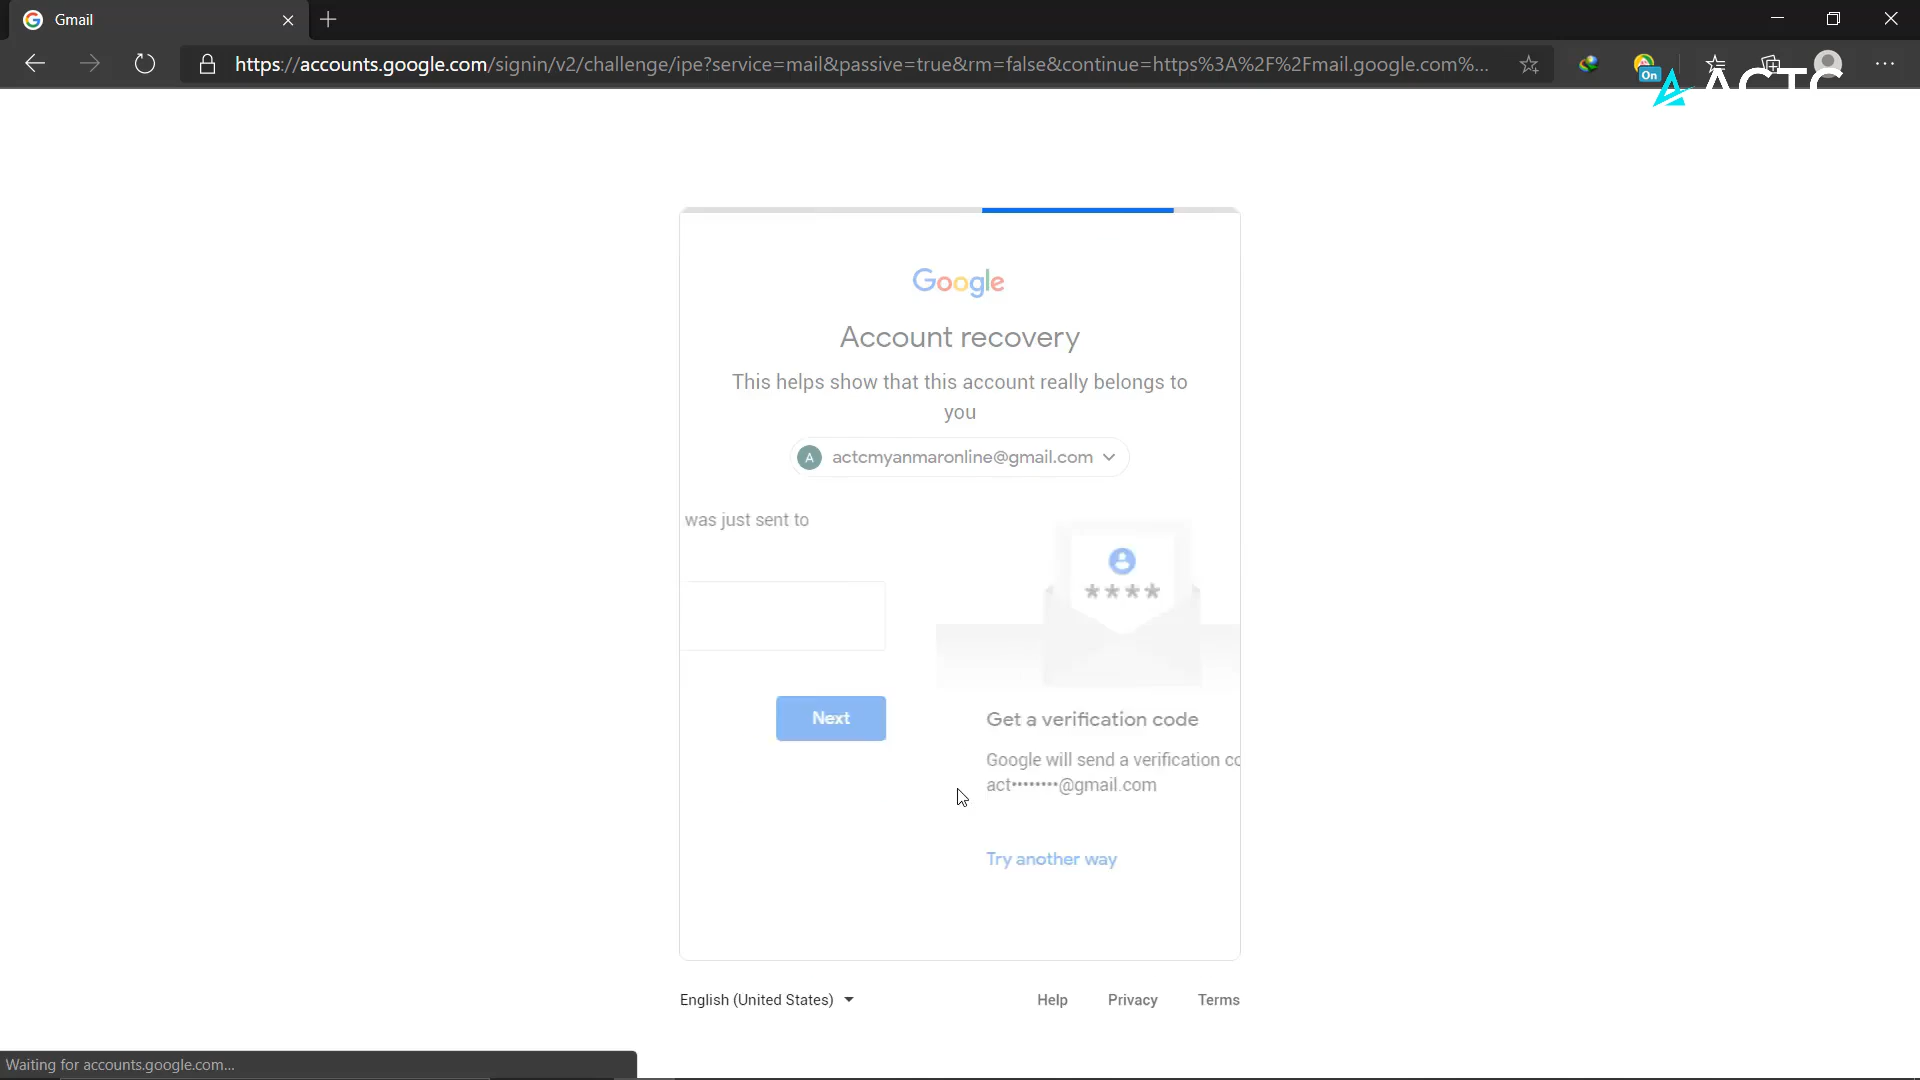 Gmail
https://accounts.google.com/signin/v2/challenge/ipe?service=mail&passive=true&rm=false&continue=https%3A%2F%2Fmail.google.com%...
On
ACTC
Google
Account recovery
This helps show that this account really belongs to
you
A
actcmyanmaronline@gmail.com
was just sent to
****
Next
Get a verification code
Google will send a verification
act••••••••@gmail.com
Try another way
English (United States)
Help
Privacy
Terms
Waiting for accounts.google.com...